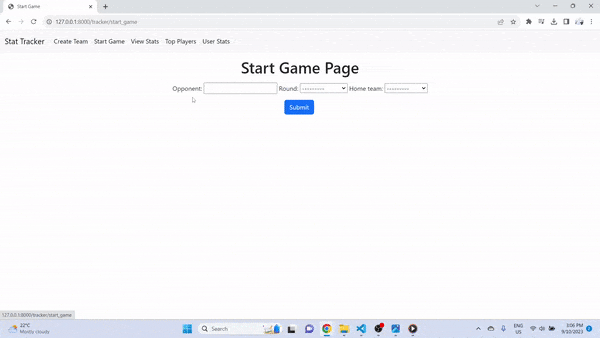 Start Game
127.0.0.1:8000/tracker/start_game
Stat Tracker Create Team Start Game View Stats Top Players User Stats
Start Game Page
Opponent: Round: --------- Home team: ---------
Submit
127.0.0.1:8000/tracker/start_game
22°C
Mostly cloudy
Search
ENG
US
3:06 PM
9/10/2023